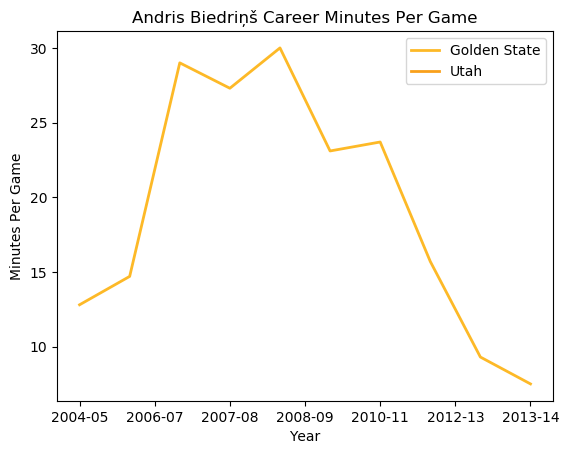 Andris Biedriņš Career Minutes Per Game
Golden State
Utah
30
25
20
15
10
Minutes Per Game
2004-05 2006-07 2007-08 2008-09 2010-11 2012-13 2013-14
Year